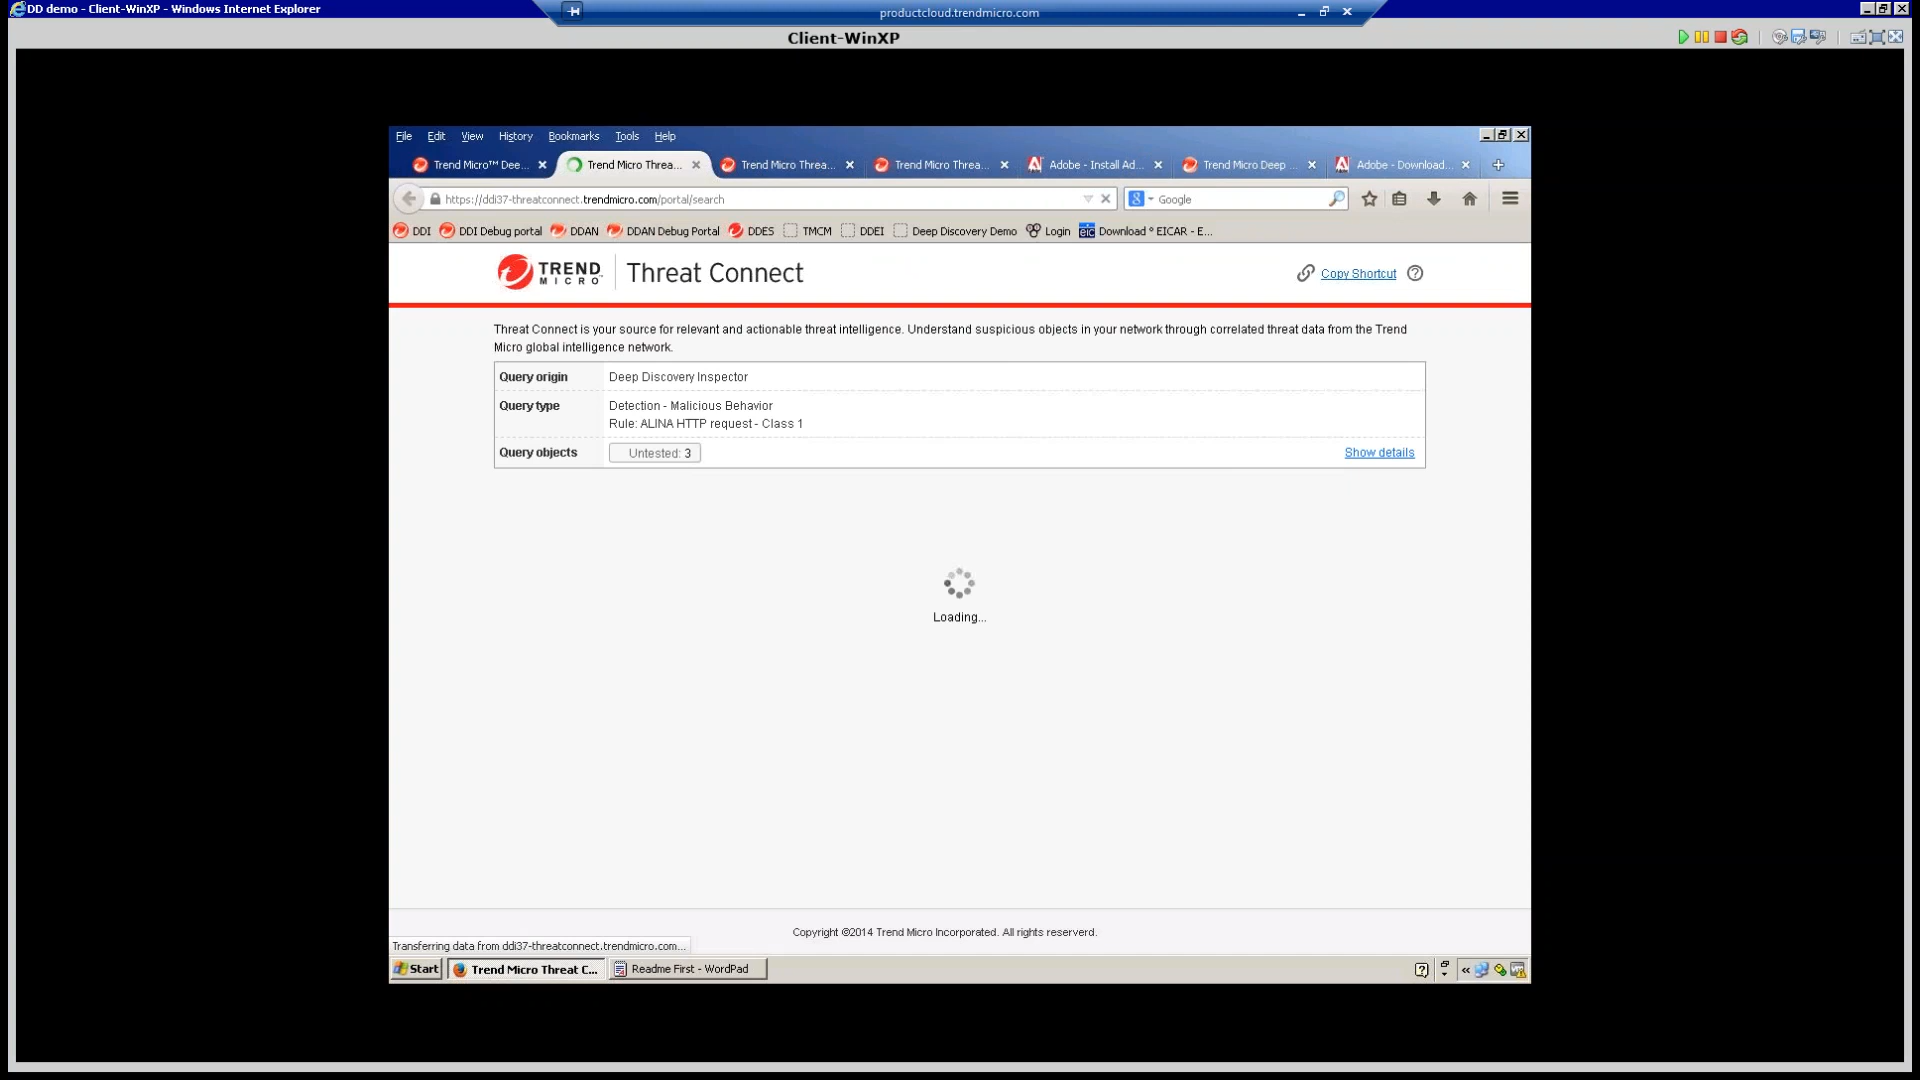 DD demo - Client-WinXP - Windows Internet Explorer
productcloud.trendmicro.com
Client-WinXP
File Edit View History Bookmarks Tools Help
Trend Micro™ Dee... Trend Micro Threa... Trend Micro Threa... Trend Micro Threa... Adobe - Install Ad... Trend Micro Deep ... Adobe - Download...
https://ddi37-threatconnect.trendmicro.com/portal/search
Google
DDI DDI Debug portal DDAN DDAN Debug Portal DDES TMCM DDEI Deep Discovery Demo Login Download ° EICAR - E...
TREND MICRO Threat Connect
Copy Shortcut
Threat Connect is your source for relevant and actionable threat intelligence. Understand suspicious objects in your network through correlated threat data from the Trend
Micro global intelligence network.
Query origin Deep Discovery Inspector
Query type Detection - Malicious Behavior
Rule: ALINA HTTP request - Class 1
Query objects Untested: 3 Show details
Loading...
Copyright ©2014 Trend Micro Incorporated. All rights reserverd.
Transferring data from ddi37-threatconnect.trendmicro.com...
Start Trend Micro Threat C... Readme First - WordPad